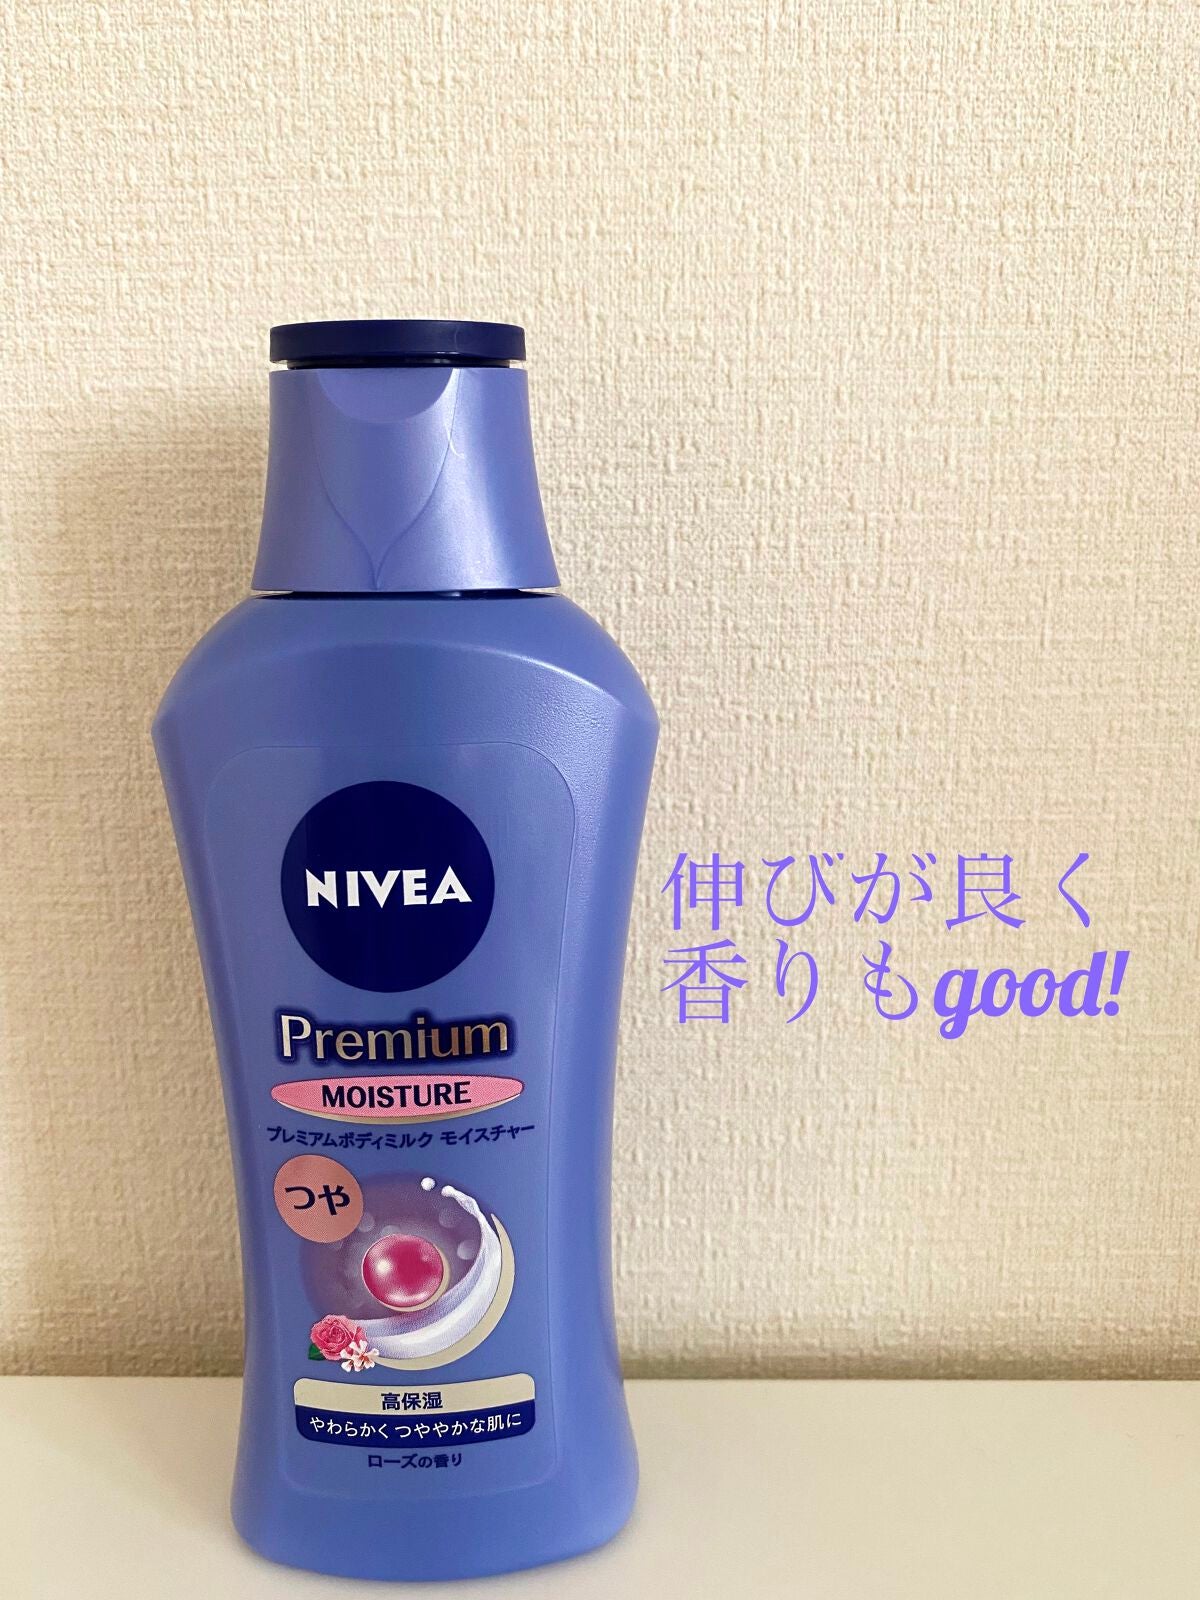 NIVEA
Premium
MOISTURE
プレミアムボディミルク モイスチャー
つや
高保湿
やわらかくつややかな肌に
ローズの香り
伸びが良く
香りもgood!